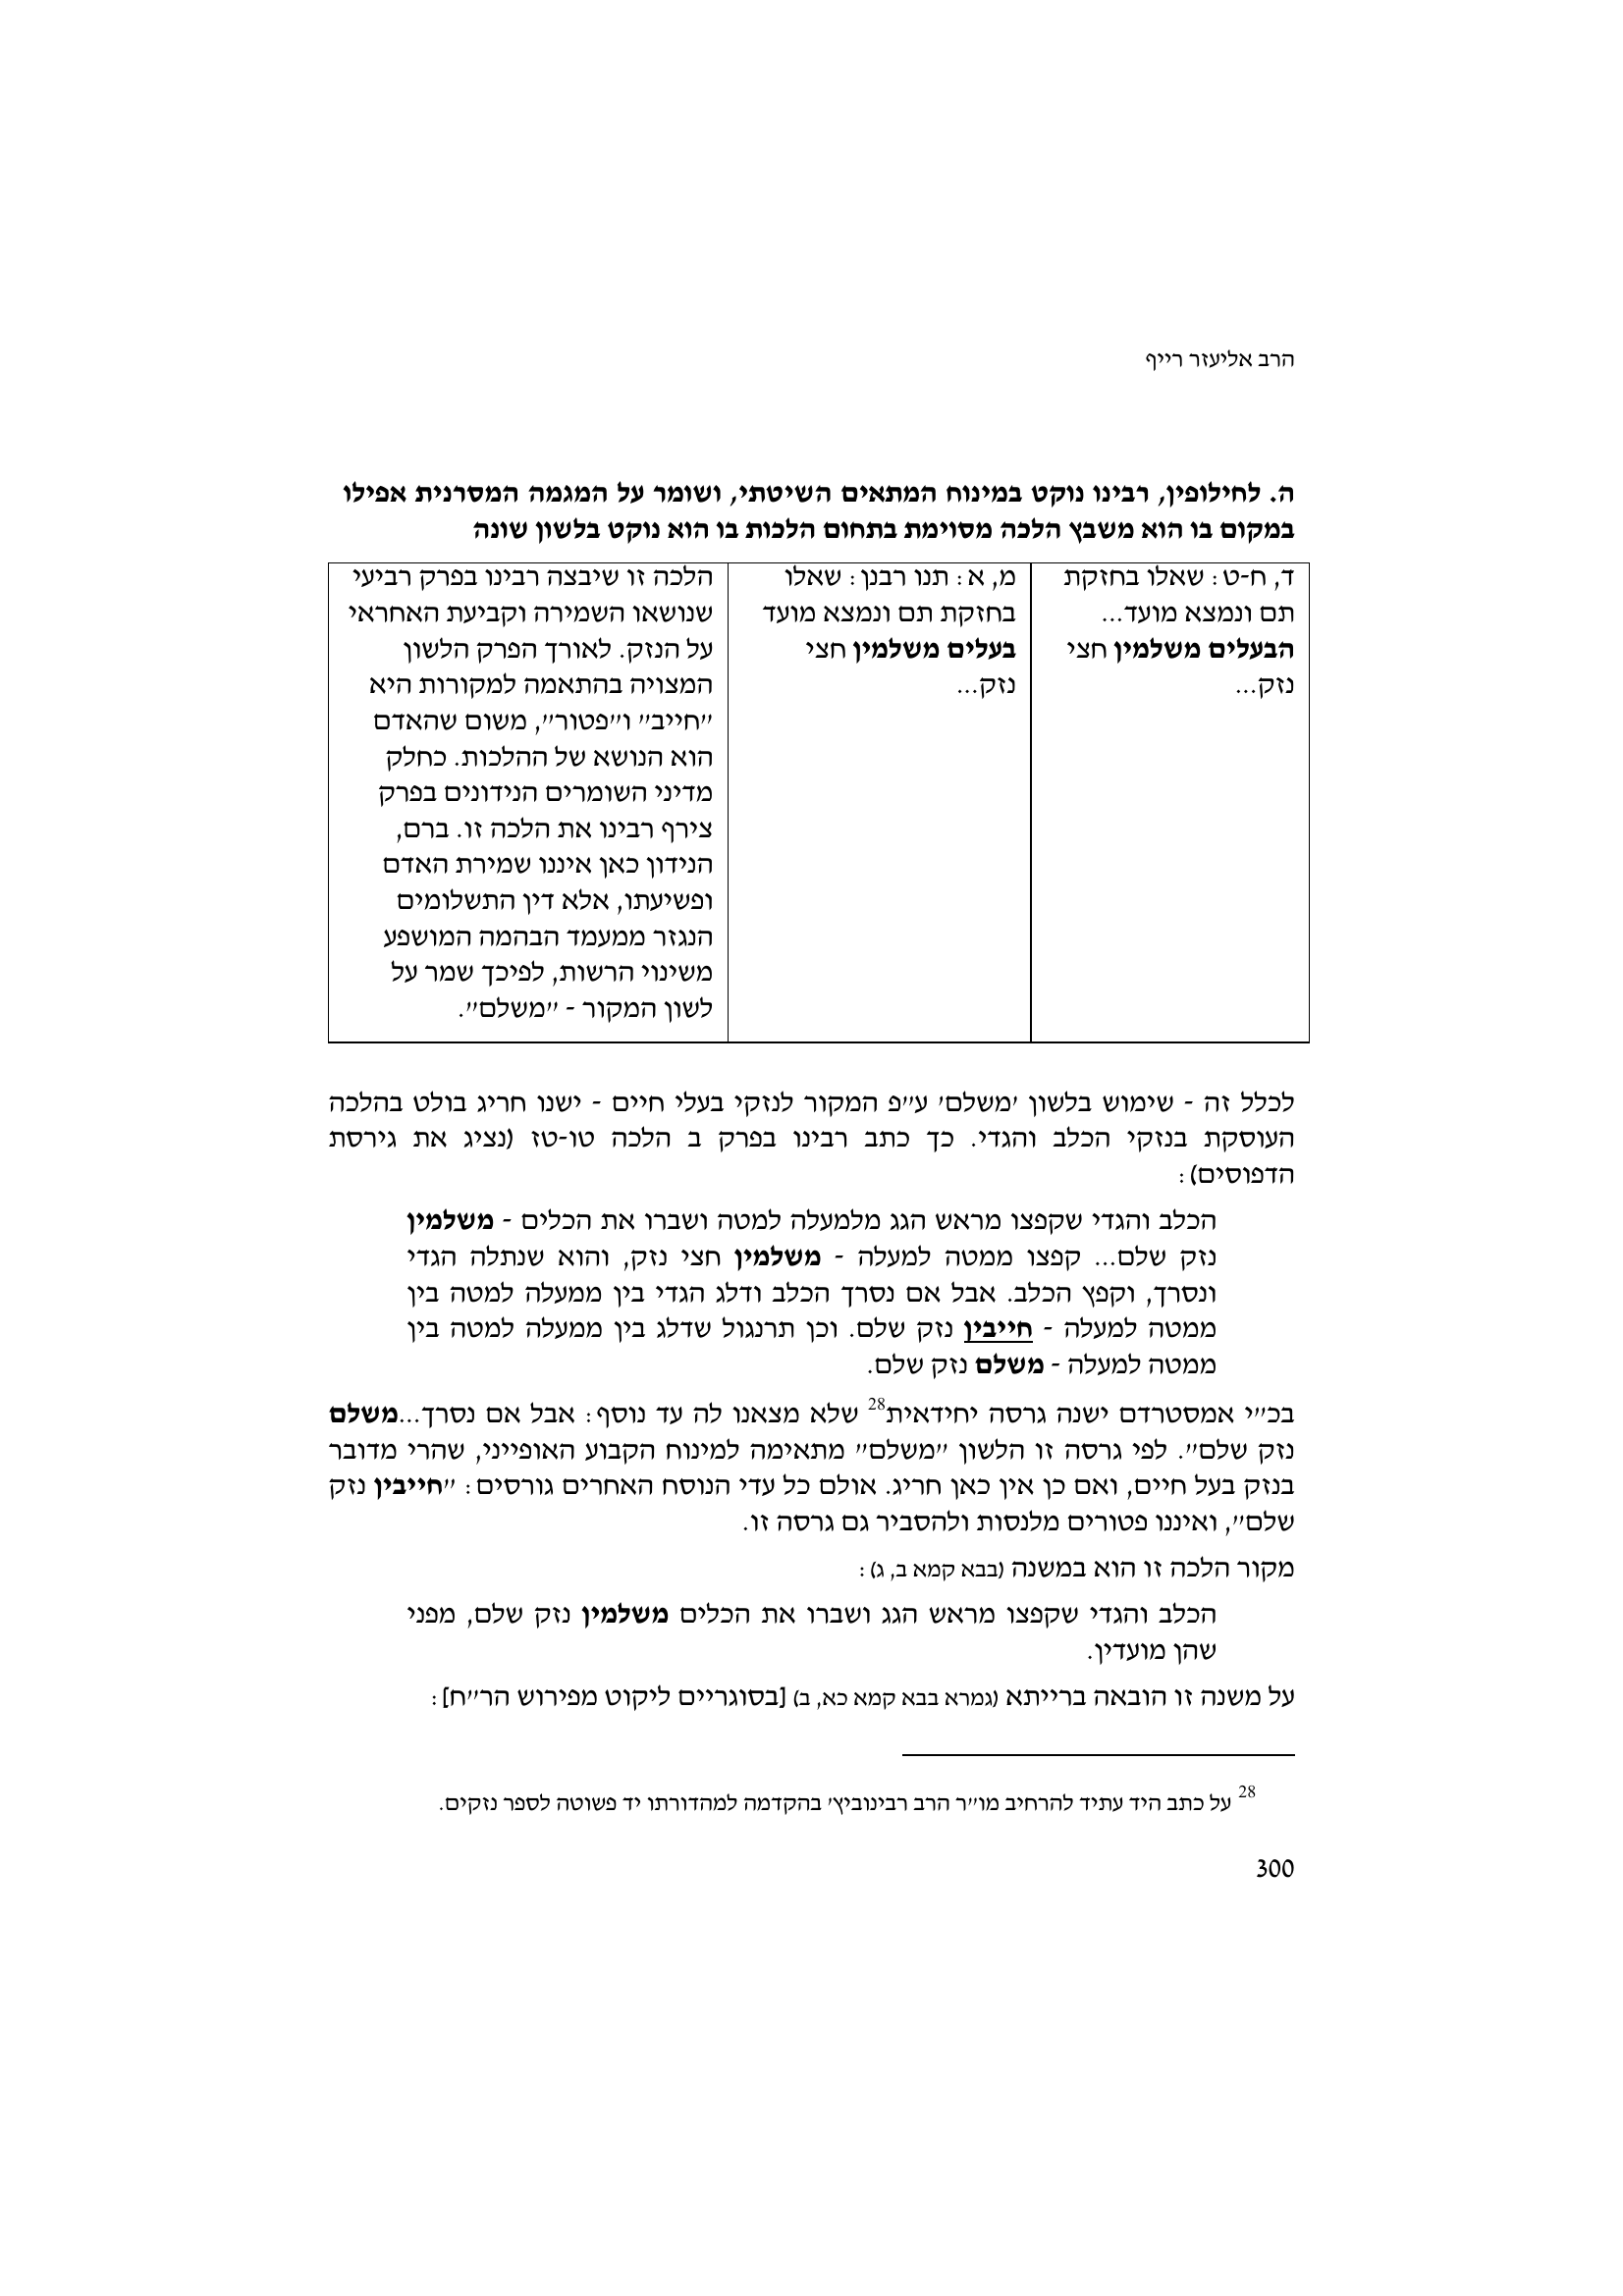 הרב אליעזר רייף
ה. לחילופין, רבינו נוקט במינוח המתאים השיטתי, ושומר על המגמה המסרנית אפילו
במקום בו הוא משבץ הלכה מסוימת בתחום הלכות בו הוא נוקט בלשון שונה
ד, ח-ט: שאלו בחזקת
תם ונמצא מועד...
הבעלים משלמין חצי
נזק...
מ, א: תנו רבנן: שאלו
בחזקת תם ונמצא מועד
בעלים משלמין חצי
נזק...
הלכה זו שיבצה רבינו בפרק רביעי
שנושאו השמירה וקביעת האחראי
על הנזק. לאורך הפרק הלשון
המצויה בהתאמה למקורות היא
"חייב" ו"פטור", משום שהאדם
הוא הנושא של ההלכות. כחלק
מדיני השומרים הנידונים בפרק
צירף רבינו את הלכה זו. ברם,
הנידון כאן איננו שמירת האדם
ופשיעתו, אלא דין התשלומים
הנגזר ממעמד הבהמה המושפע
משינוי הרשות, לפיכך שמר על
לשון המקור - "משלם".
לכלל זה - שימוש בלשון 'משלם' ע"פ המקור לנזקי בעלי חיים - ישנו חריג בולט בהלכה
העוסקת בנזקי הכלב והגדי. כך כתב רבינו בפרק ב הלכה טו-טז (נציג את גירסת
הדפוסים):
הכלב והגדי שקפצו מראש הגג מלמעלה למטה ושברו את הכלים - משלמין
נזק שלם... קפצו ממטה למעלה - משלמין חצי נזק, והוא שנתלה הגדי
ונסרך, וקפץ הכלב. אבל אם נסרך הכלב ודלג הגדי בין ממעלה למטה בין
ממטה למעלה - חייבין נזק שלם. וכן תרנגול שדלג בין ממעלה למטה בין
ממטה למעלה - משלם נזק שלם.
בכ"י אמסטרדם ישנה גרסה יחידאית28 שלא מצאנו לה עד נוסף: אבל אם נסרך...משלם
נזק שלם". לפי גרסה זו הלשון "משלם" מתאימה למינוח הקבוע האופייני, שהרי מדובר
בנזק בעל חיים, ואם כן אין כאן חריג. אולם כל עדי הנוסח האחרים גורסים: "חייבין נזק
שלם", ואיננו פטורים מלנסות ולהסביר גם גרסה זו.
מקור הלכה זו הוא במשנה (בבא קמא ב, ג):
הכלב והגדי שקפצו מראש הגג ושברו את הכלים משלמין נזק שלם, מפני
שהן מועדין.
על משנה זו הובאה ברייתא (גמרא בבא קמא כא, ב) [בסוגריים ליקוט מפירוש הר"ח]:
28 על כתב היד עתיד להרחיב מו"ר הרב רבינוביץ' בהקדמה למהדורתו יד פשוטה לספר נזקים.
300